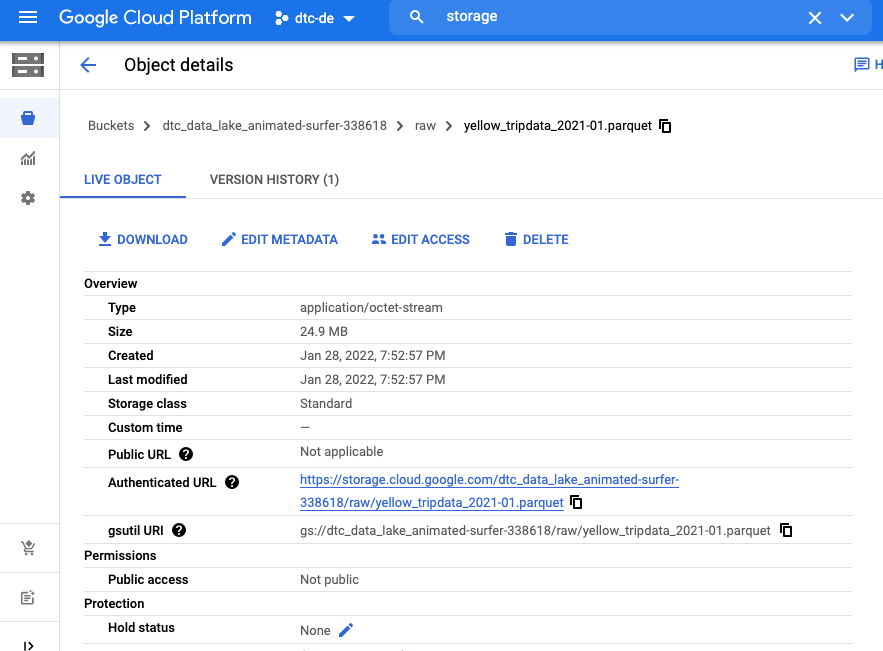 Google Cloud Platform dtc-de storage
Object details H
Buckets dtc_data_lake_animated-surfer-338618 raw yellow_tripdata_2021-01.parquet
LIVE OBJECT VERSION HISTORY (1)
DOWNLOAD EDIT METADATA EDIT ACCESS DELETE
Overview
Type application/octet-stream
Size 24.9 MB
Created Jan 28, 2022, 7:52:57 PM
Last modified Jan 28, 2022, 7:52:57 PM
Storage class Standard
Custom time —
Public URL Not applicable
Authenticated URL https://storage.cloud.google.com/dtc_data_lake_animated-surfer-
338618/raw/yellow_tripdata_2021-01.parquet
gsutil URI gs://dtc_data_lake_animated-surfer-338618/raw/yellow_tripdata_2021-01.parquet
Permissions
Public access Not public
Protection
Hold status None